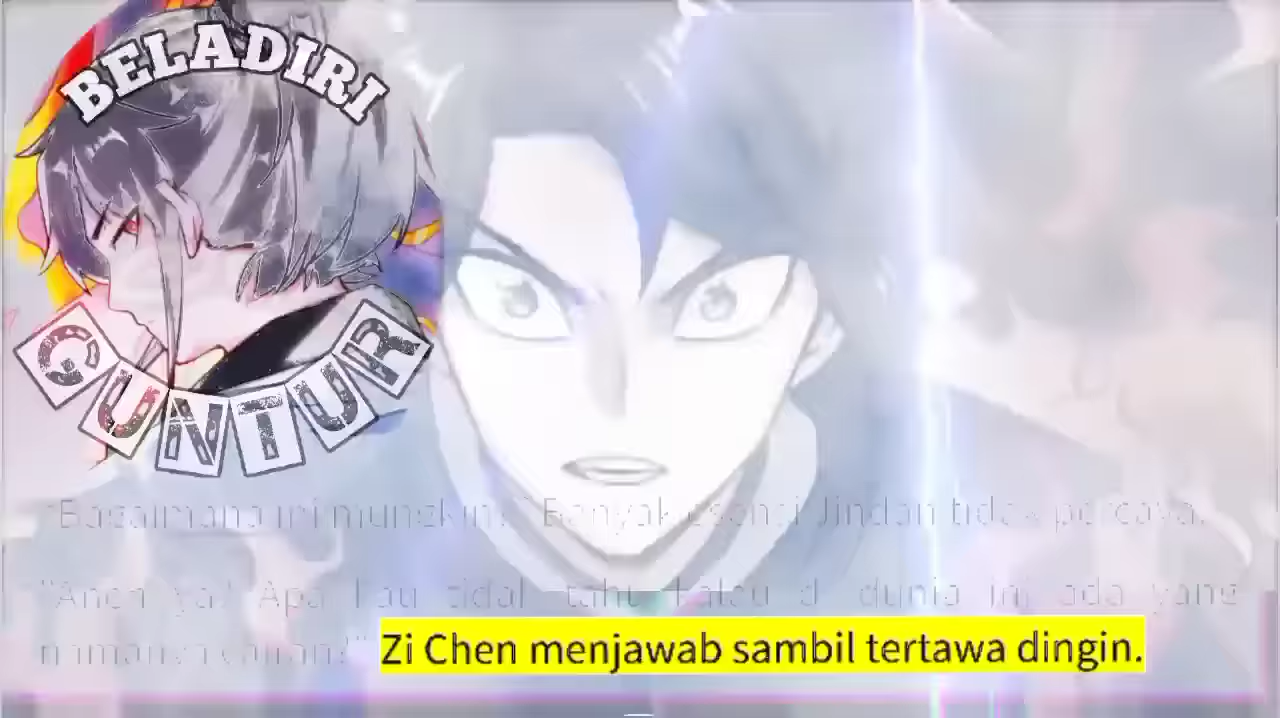 BELADIRI
GUNTUR
"Bagaimana ini mungkin?" Banyak esensi Jindan tidak percaya.
"Aneh ya? Apa kau tidak tahu kalau di dunia ini ada yang
namanya Zi Chen menjawab sambil tertawa dingin.